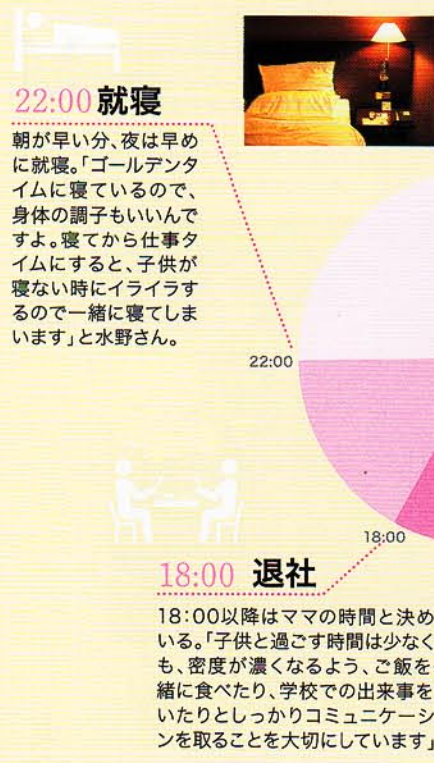 22:00 就寝
朝が早い分、夜は早め
に就寝。「ゴールデンタ
イムに寝ているので、
身体の調子もいいんで
すよ。寝てから仕事タ
イムにすると、子供が
寝ない時にイライラす
るので一緒に寝てしま
います」と水野さん。
22:00
18:00
18:00 退社
18:00以降はママの時間と決め
いる。「子供と過ごす時間は少なく
も、密度が濃くなるよう、ご飯を
緒に食べたり、学校での出来事を
いたりとしっかりコミュニケーシ
ンを取ることを大切にしています」